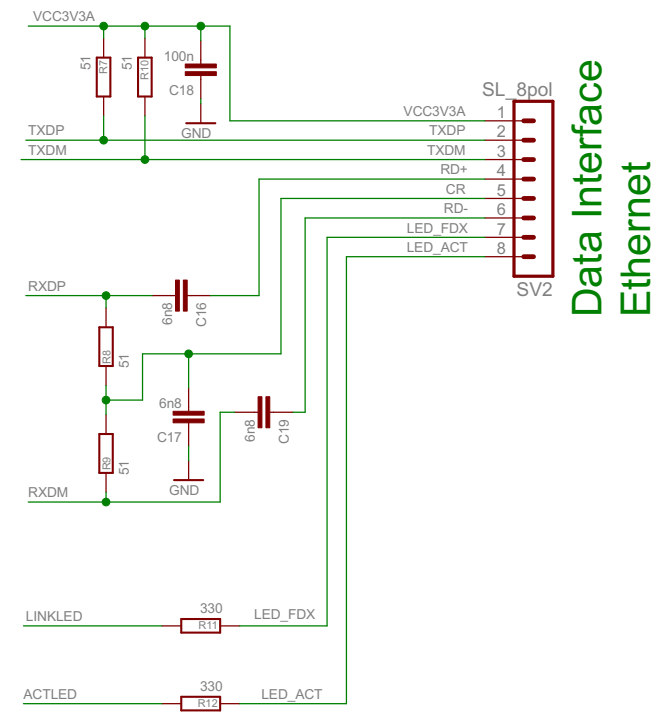 VCC3V3A
51
R7
51
R10
100n
C18
GND
TXDP
TXDM
SL_8pol
VCC3V3A 1
TXDP 2
TXDM 3
RD+ 4
CR 5
RD- 6
LED_FDX 7
LED_ACT 8
SV2
Data Interface
Ethernet
RXDP
6n8
C16
R8
51
6n8
C17
GND
6n8
C19
R9
51
RXDM
LINKLED
330
R11
LED_FDX
ACTLED
330
R12
LED_ACT